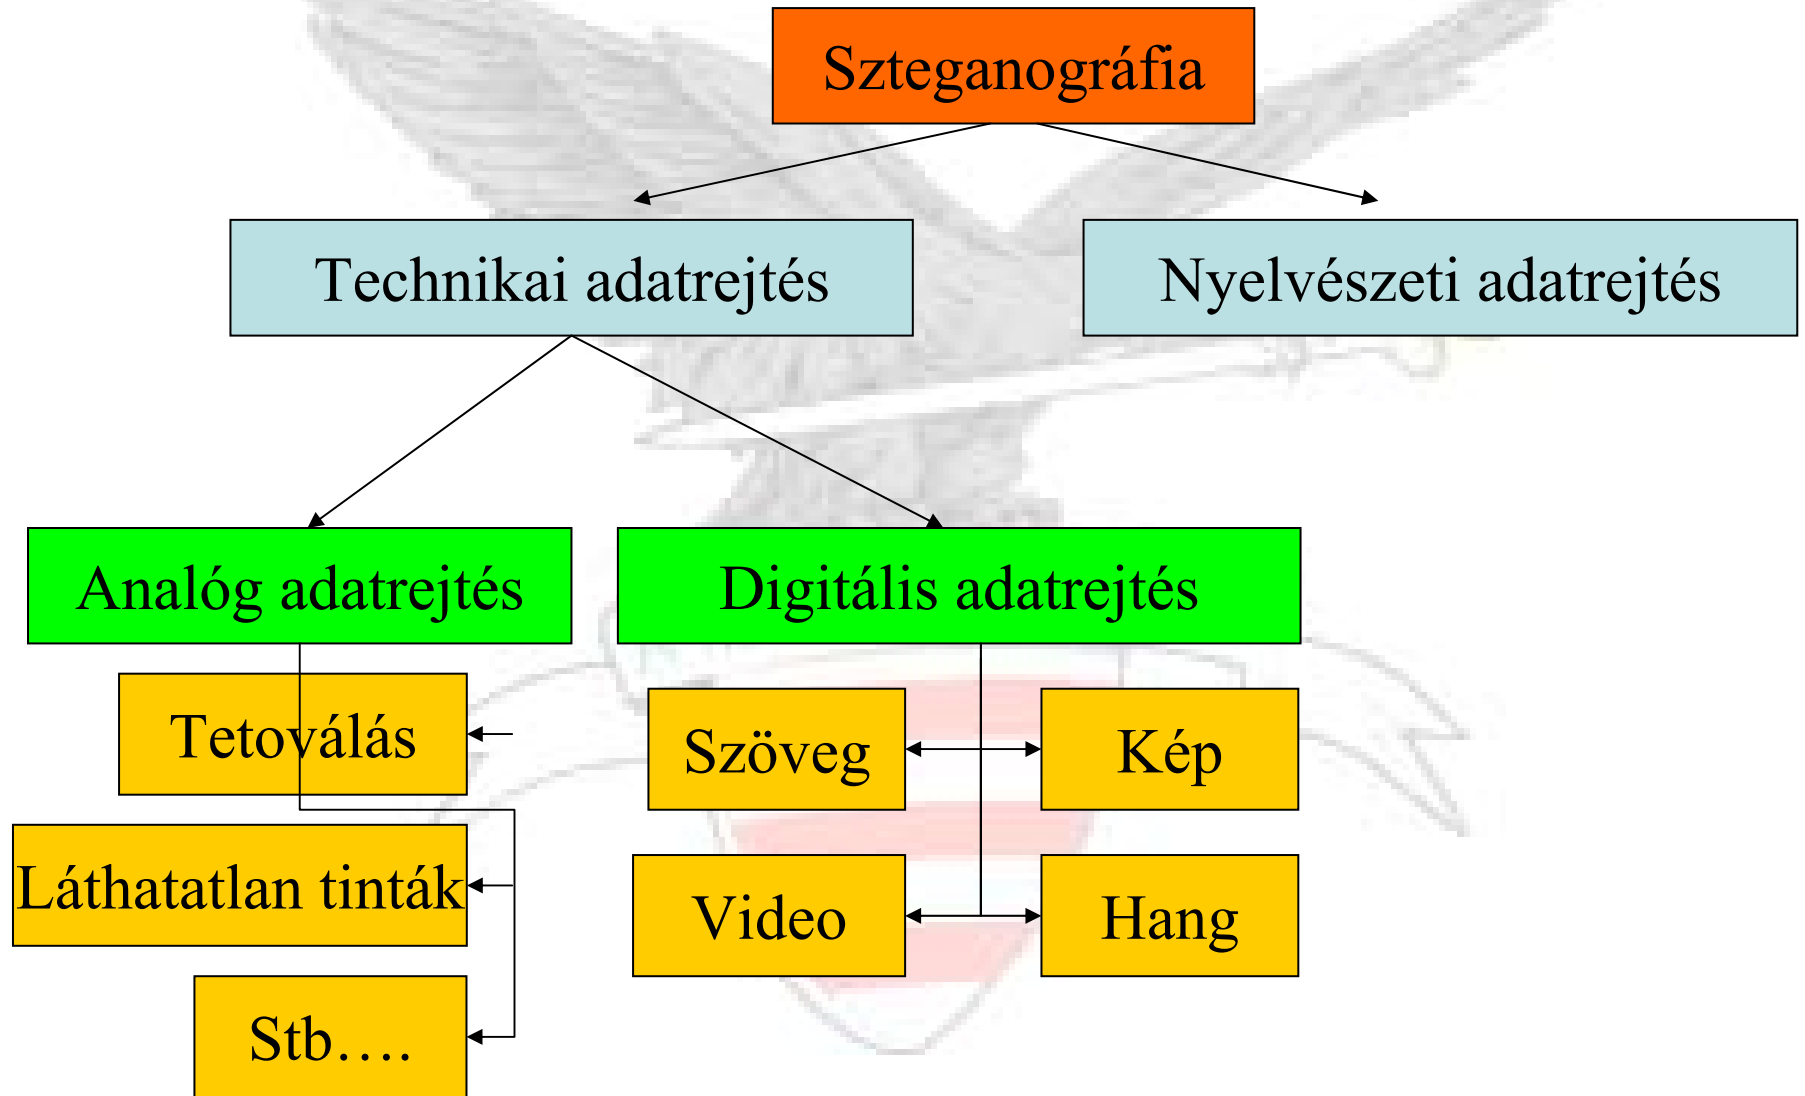 Szteganográfia
Technikai adatrejtés
Nyelvészeti adatrejtés
Analóg adatrejtés
Digitális adatrejtés
Tetoválás
Szöveg
Kép
Láthatatlan tinták
Video
Hang
Stb….